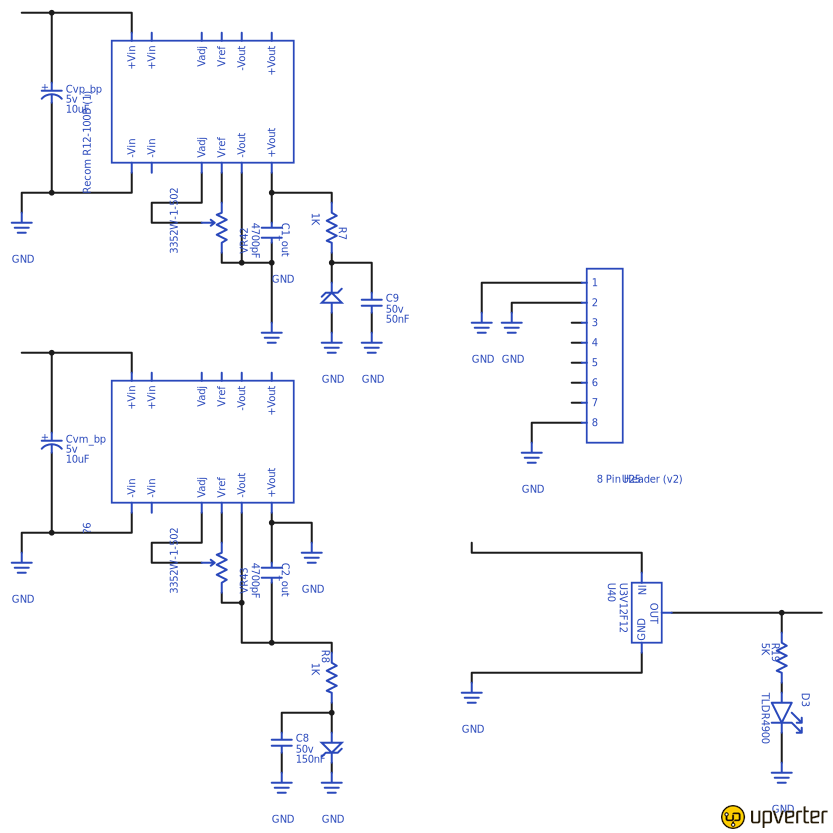 +Vin
+Vin
Vadj
Vref
-Vout
+Vout
-Vin
-Vin
Vadj
Vref
-Vout
+Vout
Cvp_bp
5v
10uF
Recom R12-100B (1)
GND
3352W-1-502
VR42
4700pF
C1_out
GND
1K
R7
C9
50v
50nF
GND
GND
+Vin
+Vin
Vadj
Vref
-Vout
+Vout
-Vin
-Vin
Vadj
Vref
-Vout
+Vout
Cvm_bp
5v
10uF
GND
3352W-1-502
VR43
4700pF
C2_out
GND
R8
1K
C8
50v
150nF
GND
GND
1
2
3
4
5
6
7
8
GND
GND
GND
8 Pin Header (v2)
IN
OUT
GND
U3V12F12
U40
GND
R19
5K
D3
TLDR4900
GND
upverter